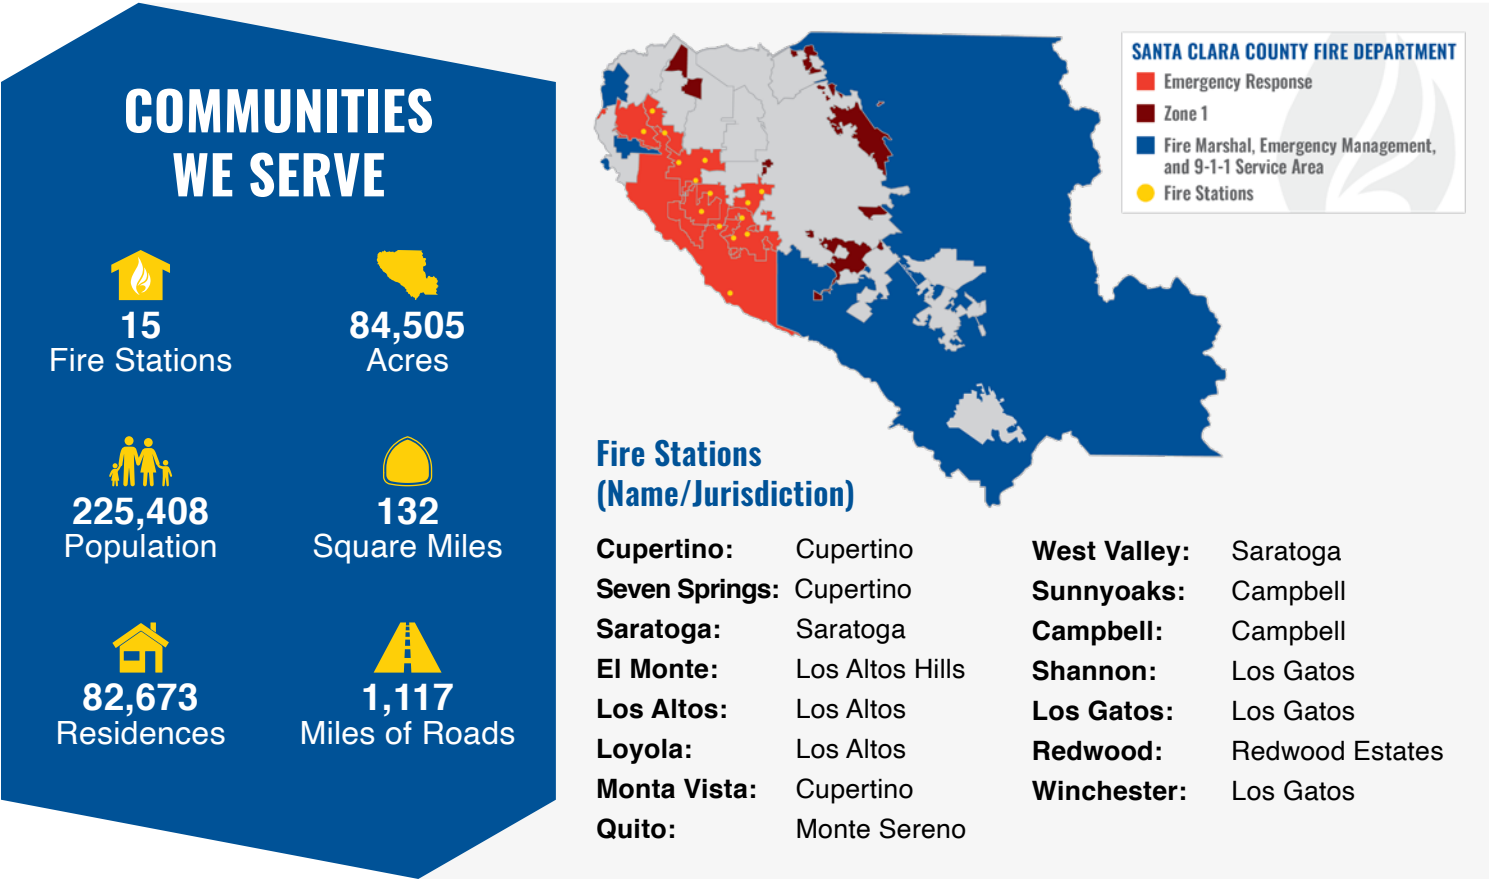 COMMUNITIES
WE SERVE
15
Fire Stations
84,505
Acres
225,408
Population
132
Square Miles
82,673
Residences
1,117
Miles of Roads
SANTA CLARA COUNTY FIRE DEPARTMENT
Emergency Response
Zone 1
Fire Marshal, Emergency Management,
and 9-1-1 Service Area
Fire Stations
Fire Stations
(Name/Jurisdiction)
Cupertino: Cupertino
Seven Springs: Cupertino
Saratoga: Saratoga
El Monte: Los Altos Hills
Los Altos: Los Altos
Loyola: Los Altos
Monta Vista: Cupertino
Quito: Monte Sereno
West Valley: Saratoga
Sunnyoaks: Campbell
Campbell: Campbell
Shannon: Los Gatos
Los Gatos: Los Gatos
Redwood: Redwood Estates
Winchester: Los Gatos